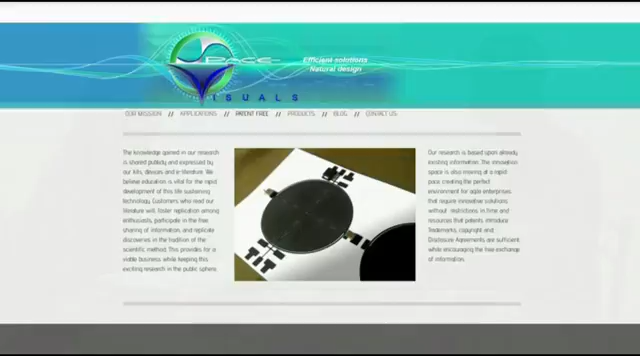 Pace
Efficient solutions
Natural design
ISUALS
OUR MISSION // APPLICATIONS // PATENT FREE // PRODUCTS // BLOG // CONTACT US
The knowledge gained in our research
is shared publicly and expressed by
our kits, devices and e-literature. We
believe education is vital for the rapid
development of this life sustaining
technology. Customers who read our
literature will, foster replication among
enthusiasts, participate in the free
sharing of information, and replicate
discoveries in the tradition of the
scientific method. This provides for a
viable business while keeping this
exciting research in the public sphere.
Our research is based upon already
existing information. The innovation
space is also moving at a rapid
pace creating the perfect
environment for agile enterprises
that require innovative solutions
without restrictions in time and
resources that patents introduce.
Trademarks, copyright and
Disclosure Agreements are sufficient
while encouraging the free exchange
of information.